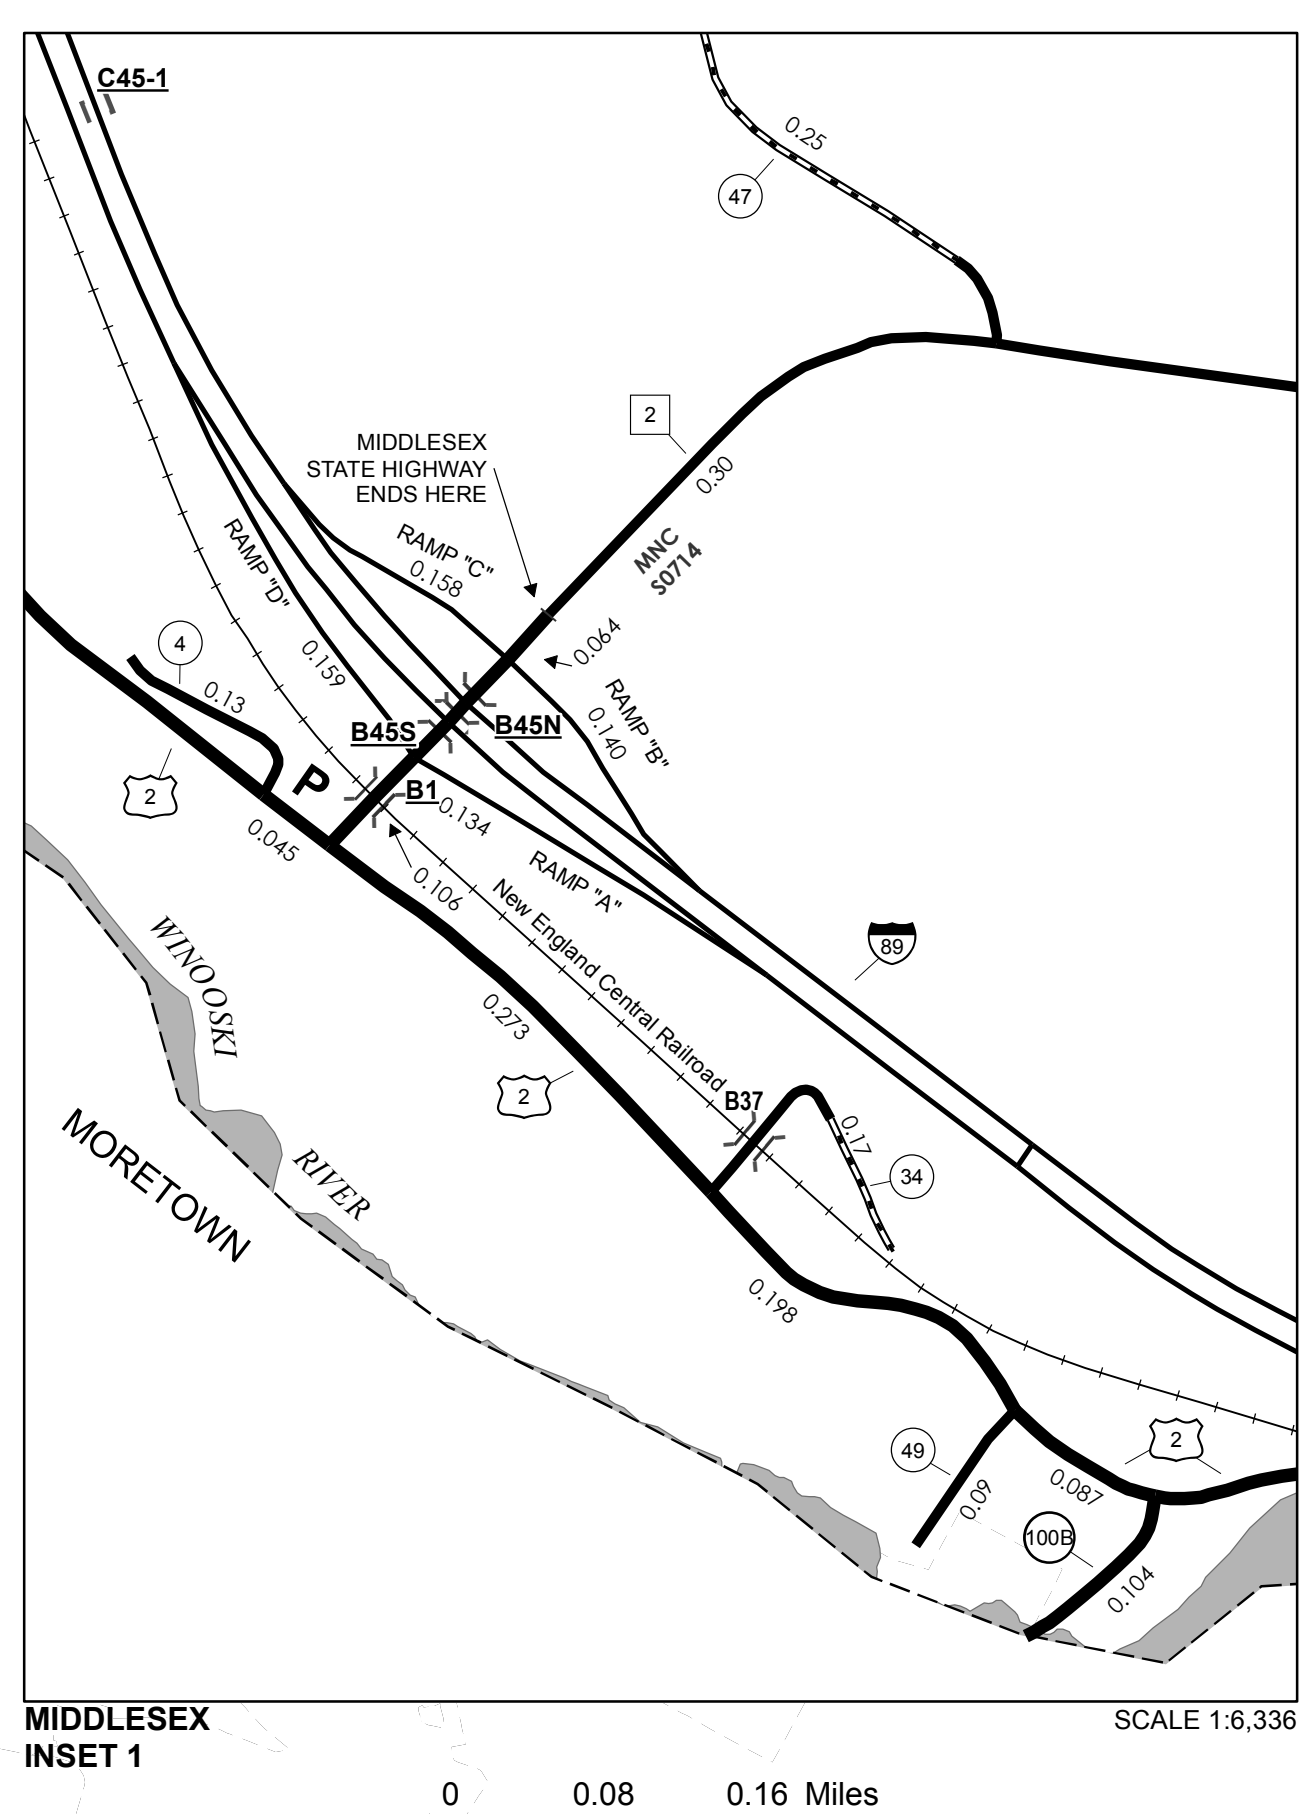 C45-1
0.25
47
2
MIDDLESEX
STATE HIGHWAY
ENDS HERE
0.30
MNC
S0714
RAMP "C"
0.158
RAMP "D"
0.159
0.064
4
0.13
RAMP "B"
0.140
B45S
B45N
P
2
B1
0.134
0.045
RAMP "A"
0.106
New England Central Railroad
89
WINOOSKI
RIVER
0.273
2
B37
0.17
34
MORETOWN
0.198
49
0.09
2
0.087
100B
0.104
MIDDLESEX
INSET 1
SCALE 1:6,336
0 0.08 0.16 Miles